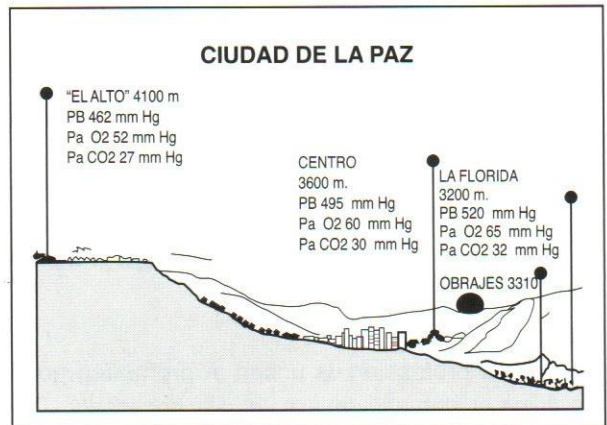 CIUDAD DE LA PAZ
"EL ALTO" 4100 m
PB 462 mm Hg
Pa O2 52 mm Hg
Pa CO2 27 mm Hg
CENTRO
3600 m.
PB 495 mm Hg
Pa O2 60 mm Hg
Pa CO2 30 mm Hg
LA FLORIDA
3200 m.
PB 520 mm Hg
Pa O2 65 mm Hg
Pa CO2 32 mm Hg
OBRAJES 3310